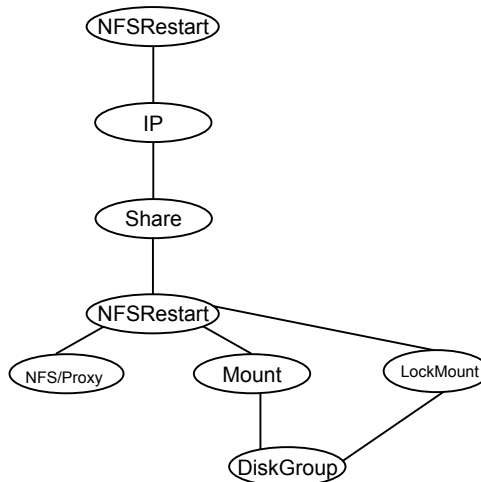 NFSRestart
IP
Share
NFSRestart
NFS/Proxy
Mount
LockMount
DiskGroup